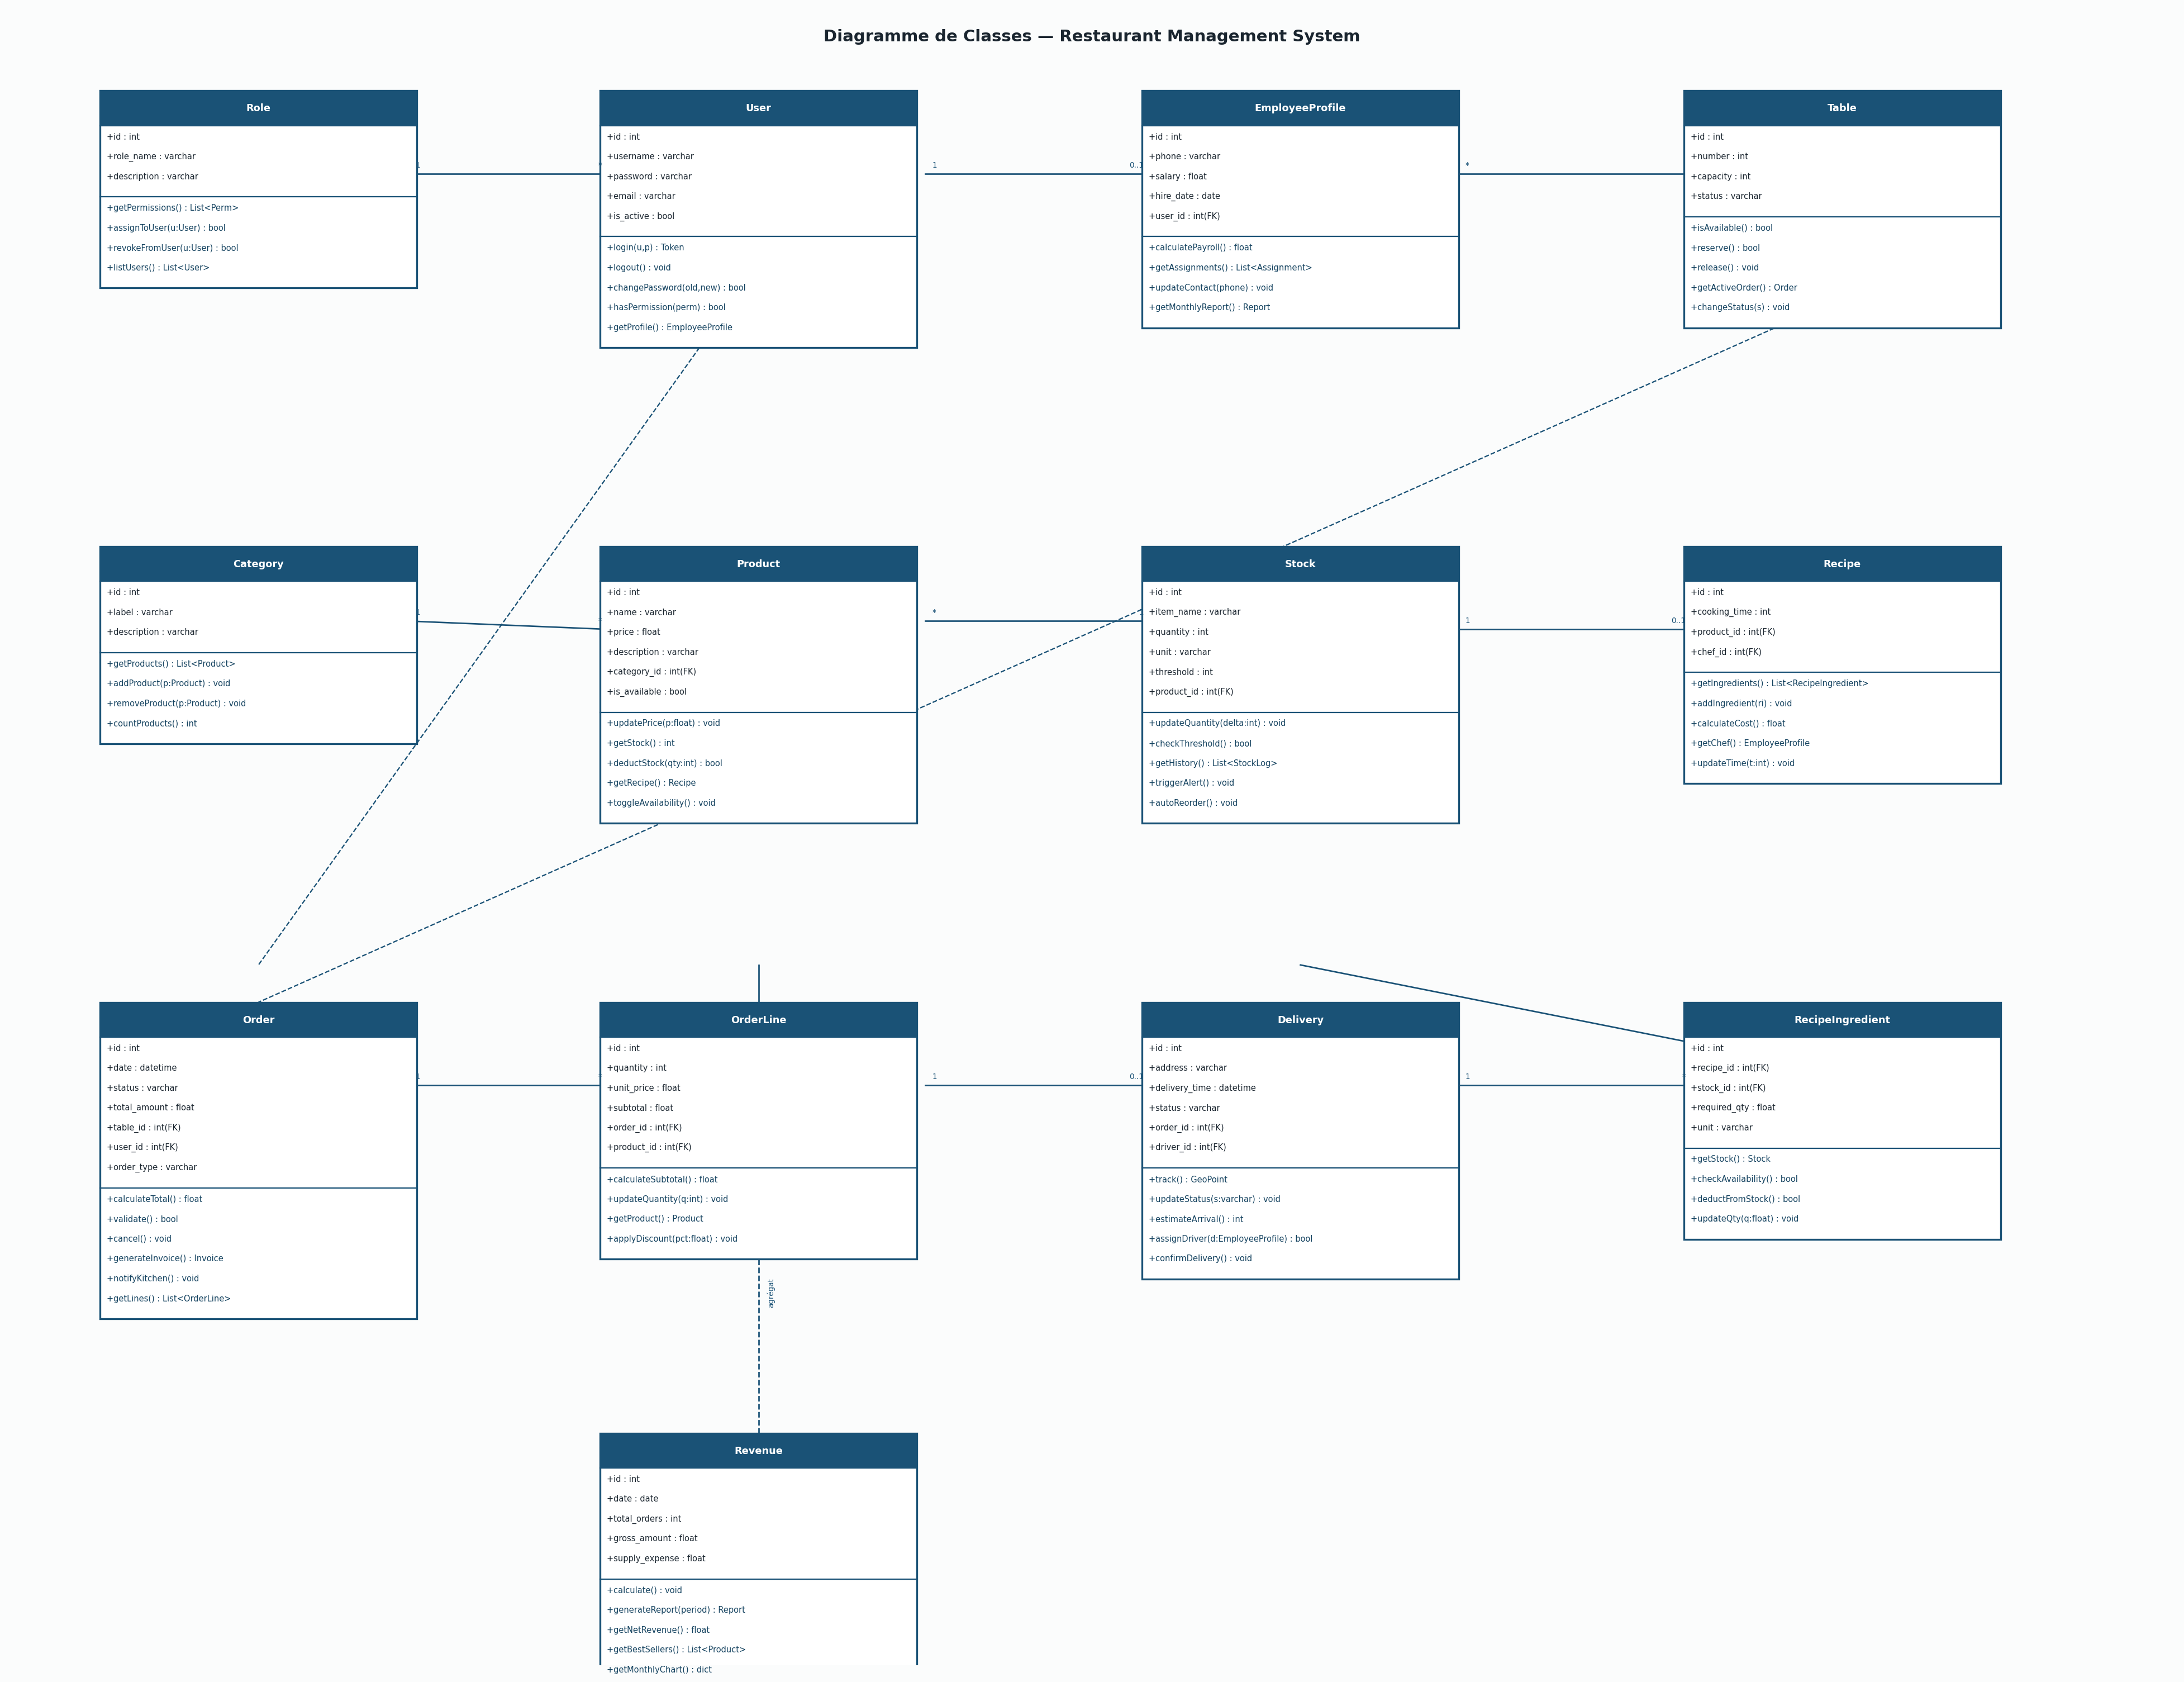 Diagramme de Classes — Restaurant Management System
Role
+id : int
+role_name : varchar
+description : varchar
+getPermissions() : List<Perm>
+assignToUser(u:User) : bool
+revokeFromUser(u:User) : bool
+listUsers() : List<User>
1
User
+id : int
+username : varchar
+password : varchar
+email : varchar
+is_active : bool
+login(u,p) : Token
+logout() : void
+changePassword(old,new) : bool
+hasPermission(perm) : bool
+getProfile() : EmployeeProfile
1
0..1
EmployeeProfile
+id : int
+phone : varchar
+salary : float
+hire_date : date
+user_id : int(FK)
+calculatePayroll() : float
+getAssignments() : List<Assignment>
+updateContact(phone) : void
+getMonthlyReport() : Report
*
Table
+id : int
+number : int
+capacity : int
+status : varchar
+isAvailable() : bool
+reserve() : bool
+release() : void
+getActiveOrder() : Order
+changeStatus(s) : void
Category
+id : int
+label : varchar
+description : varchar
+getProducts() : List<Product>
+addProduct(p:Product) : void
+removeProduct(p:Product) : void
+countProducts() : int
1
Product
+id : int
+name : varchar
+price : float
+description : varchar
+category_id : int(FK)
+is_available : bool
+updatePrice(p:float) : void
+getStock() : int
+deductStock(qty:int) : bool
+getRecipe() : Recipe
+toggleAvailability() : void
*
Stock
+id : int
+item_name : varchar
+quantity : int
+unit : varchar
+threshold : int
+product_id : int(FK)
+updateQuantity(delta:int) : void
+checkThreshold() : bool
+getHistory() : List<StockLog>
+triggerAlert() : void
+autoReorder() : void
1
0..1
Recipe
+id : int
+cooking_time : int
+product_id : int(FK)
+chef_id : int(FK)
+getIngredients() : List<RecipeIngredient>
+addIngredient(ri) : void
+calculateCost() : float
+getChef() : EmployeeProfile
+updateTime(t:int) : void
Order
+id : int
+date : datetime
+status : varchar
+total_amount : float
+table_id : int(FK)
+user_id : int(FK)
+order_type : varchar
+calculateTotal() : float
+validate() : bool
+cancel() : void
+generateInvoice() : Invoice
+notifyKitchen() : void
+getLines() : List<OrderLine>
1
OrderLine
+id : int
+quantity : int
+unit_price : float
+subtotal : float
+order_id : int(FK)
+product_id : int(FK)
+calculateSubtotal() : float
+updateQuantity(q:int) : void
+getProduct() : Product
+applyDiscount(pct:float) : void
1
0..1
Delivery
+id : int
+address : varchar
+delivery_time : datetime
+status : varchar
+order_id : int(FK)
+driver_id : int(FK)
+track() : GeoPoint
+updateStatus(s:varchar) : void
+estimateArrival() : int
+assignDriver(d:EmployeeProfile) : bool
+confirmDelivery() : void
1
RecipeIngredient
+id : int
+recipe_id : int(FK)
+stock_id : int(FK)
+required_qty : float
+unit : varchar
+getStock() : Stock
+checkAvailability() : bool
+deductFromStock() : bool
+updateQty(q:float) : void
agrégat
Revenue
+id : int
+date : date
+total_orders : int
+gross_amount : float
+supply_expense : float
+calculate() : void
+generateReport(period) : Report
+getNetRevenue() : float
+getBestSellers() : List<Product>
+getMonthlyChart() : dict